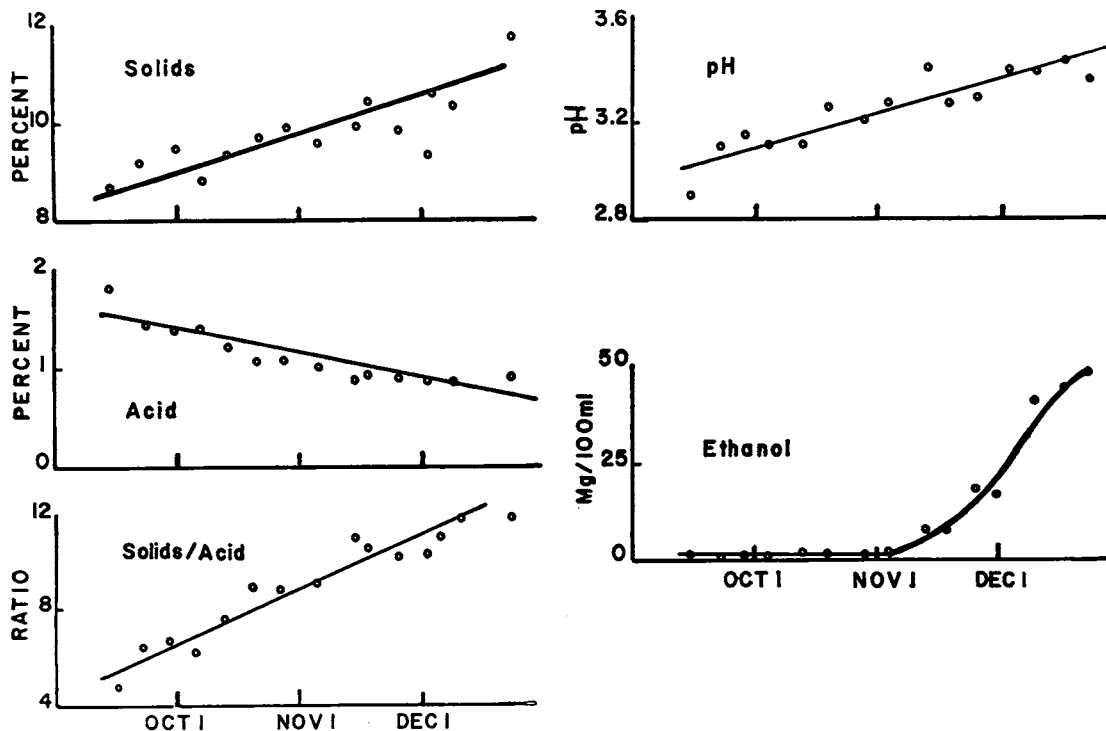 12
Solids
PERCENT
10
8
2
PERCENT
1
Acid
0
12
Solids/Acid
RATIO
8
4
OCT 1 NOV 1 DEC 1
3.6
pH
pH
3.2
2.8
50
Mg/100ml
Ethanol
25
0
OCT 1 NOV 1 DEC 1